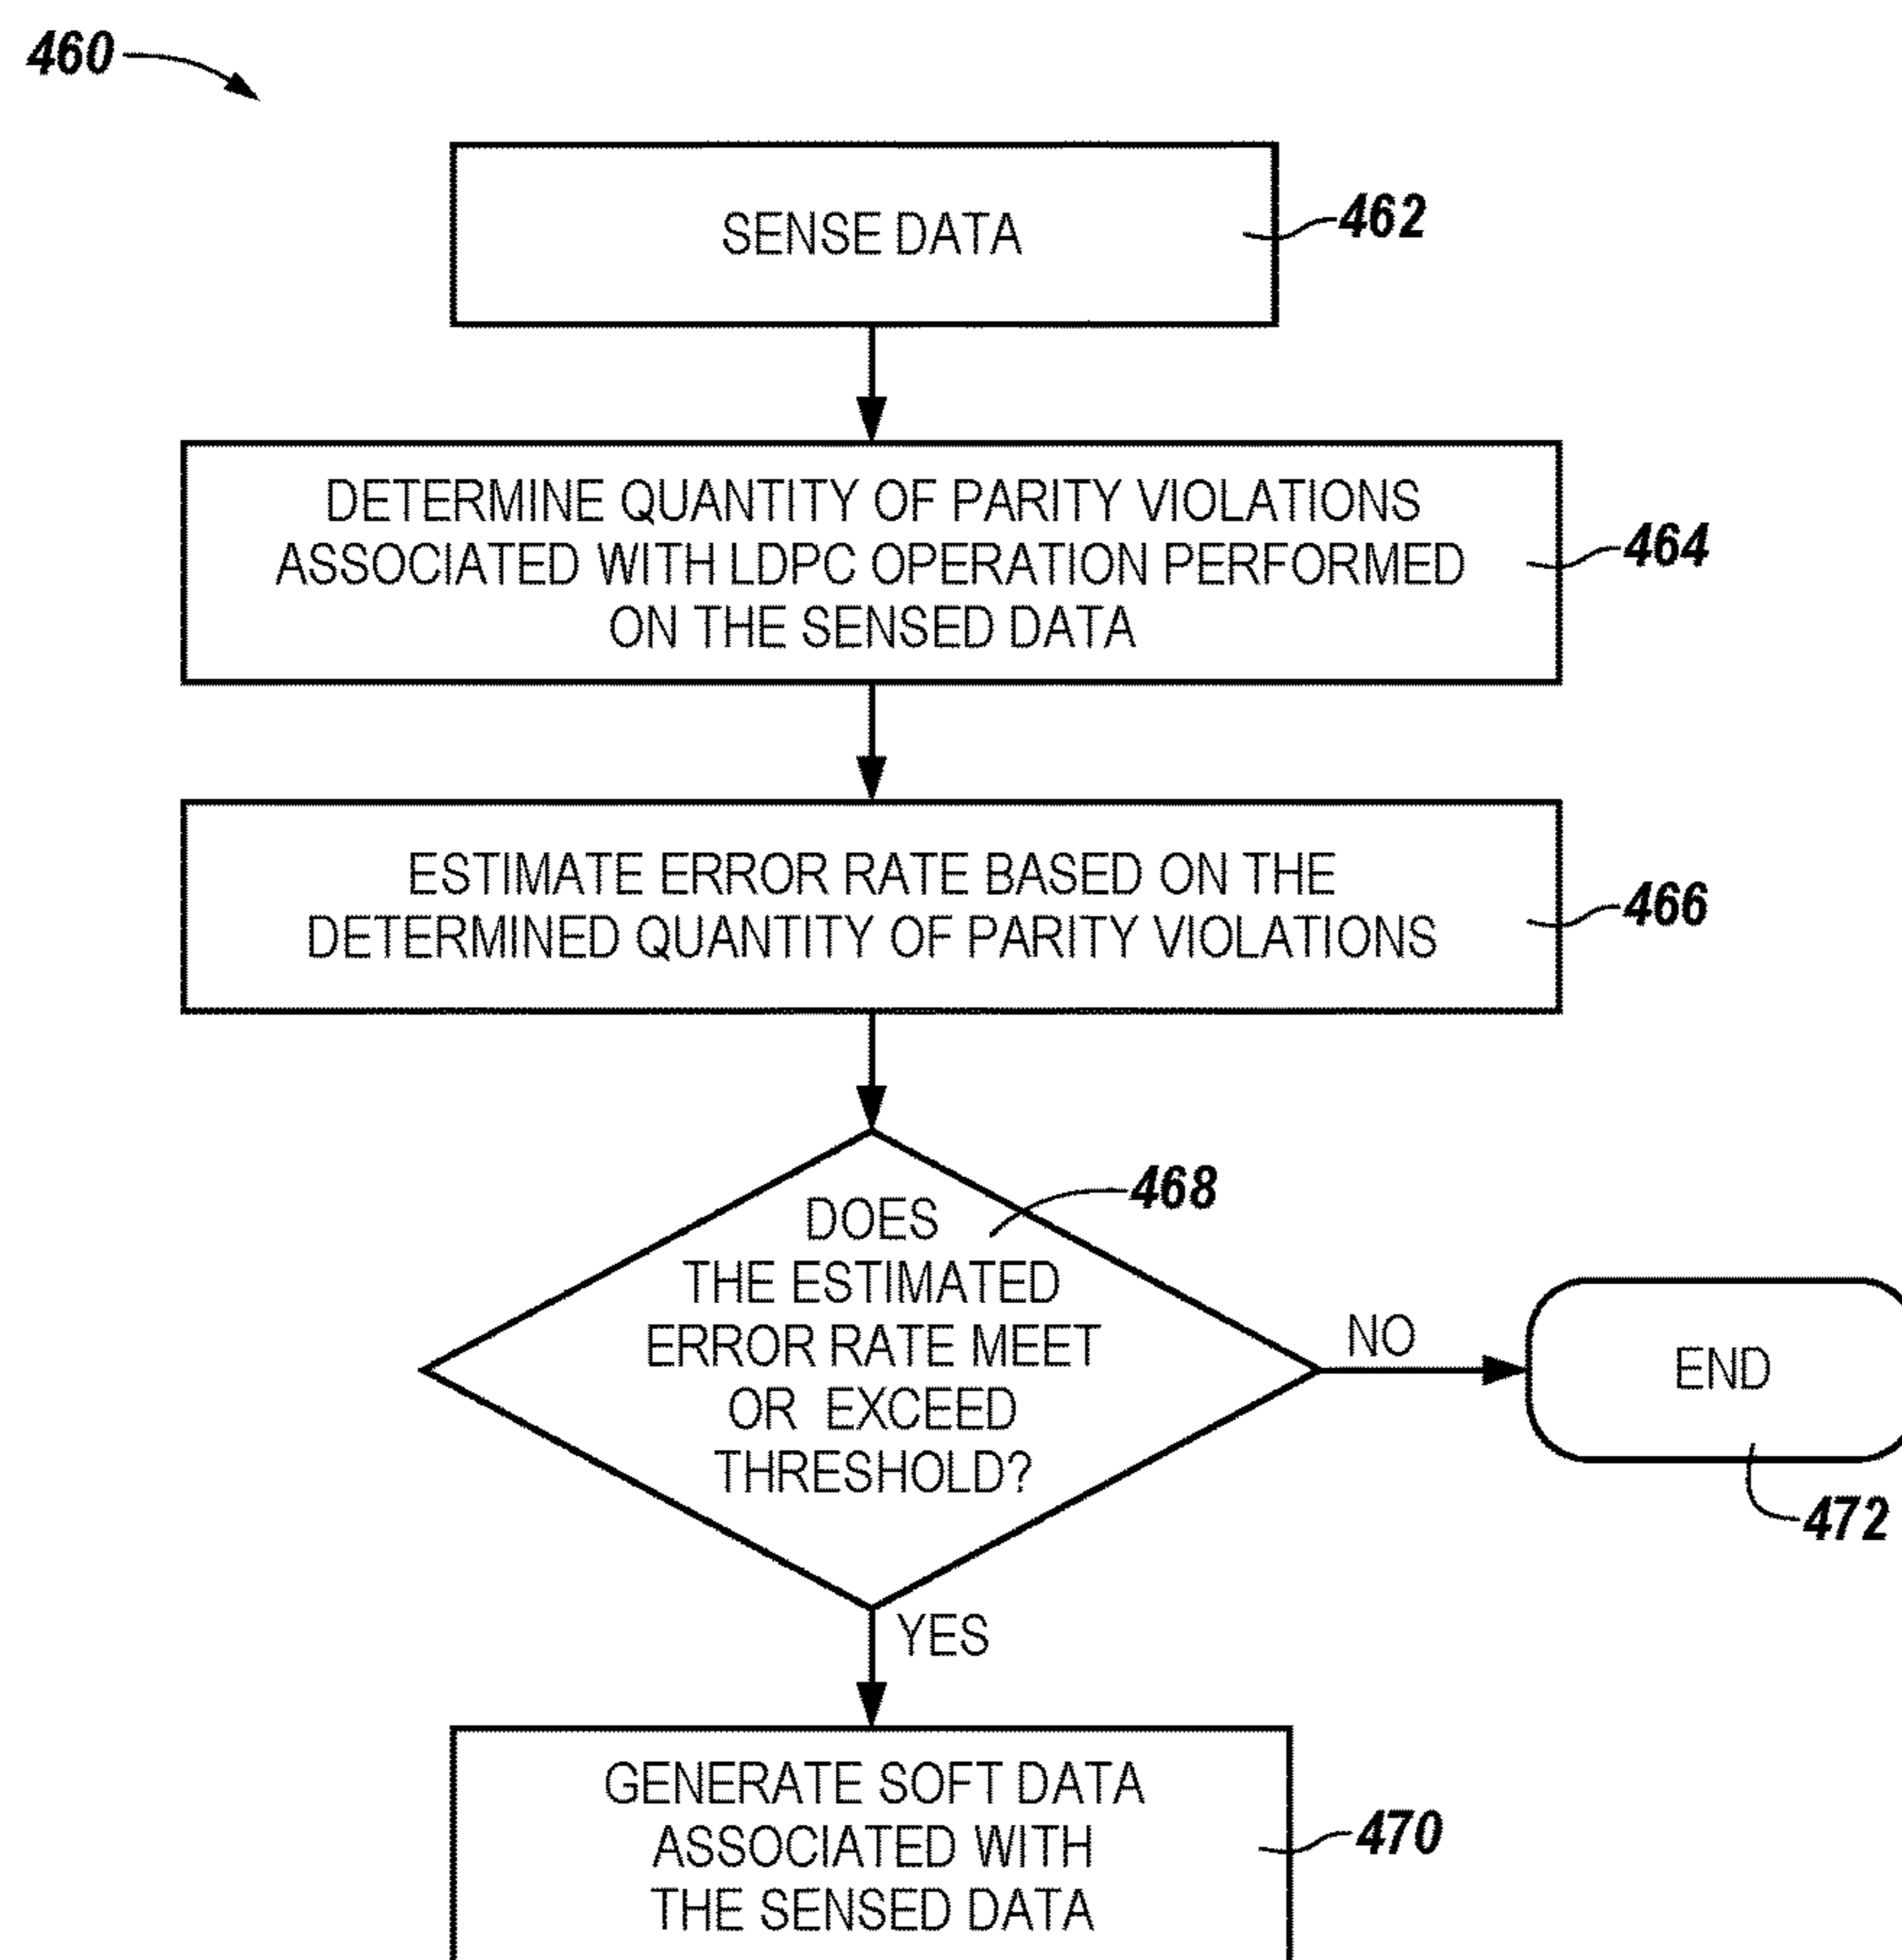 460
SENSE DATA
462
DETERMINE QUANTITY OF PARITY VIOLATIONS
ASSOCIATED WITH LDPC OPERATION PERFORMED
ON THE SENSED DATA
464
ESTIMATE ERROR RATE BASED ON THE
DETERMINED QUANTITY OF PARITY VIOLATIONS
466
DOES
THE ESTIMATED
ERROR RATE MEET
OR EXCEED
THRESHOLD?
468
NO
END
472
YES
GENERATE SOFT DATA
ASSOCIATED WITH
THE SENSED DATA
470